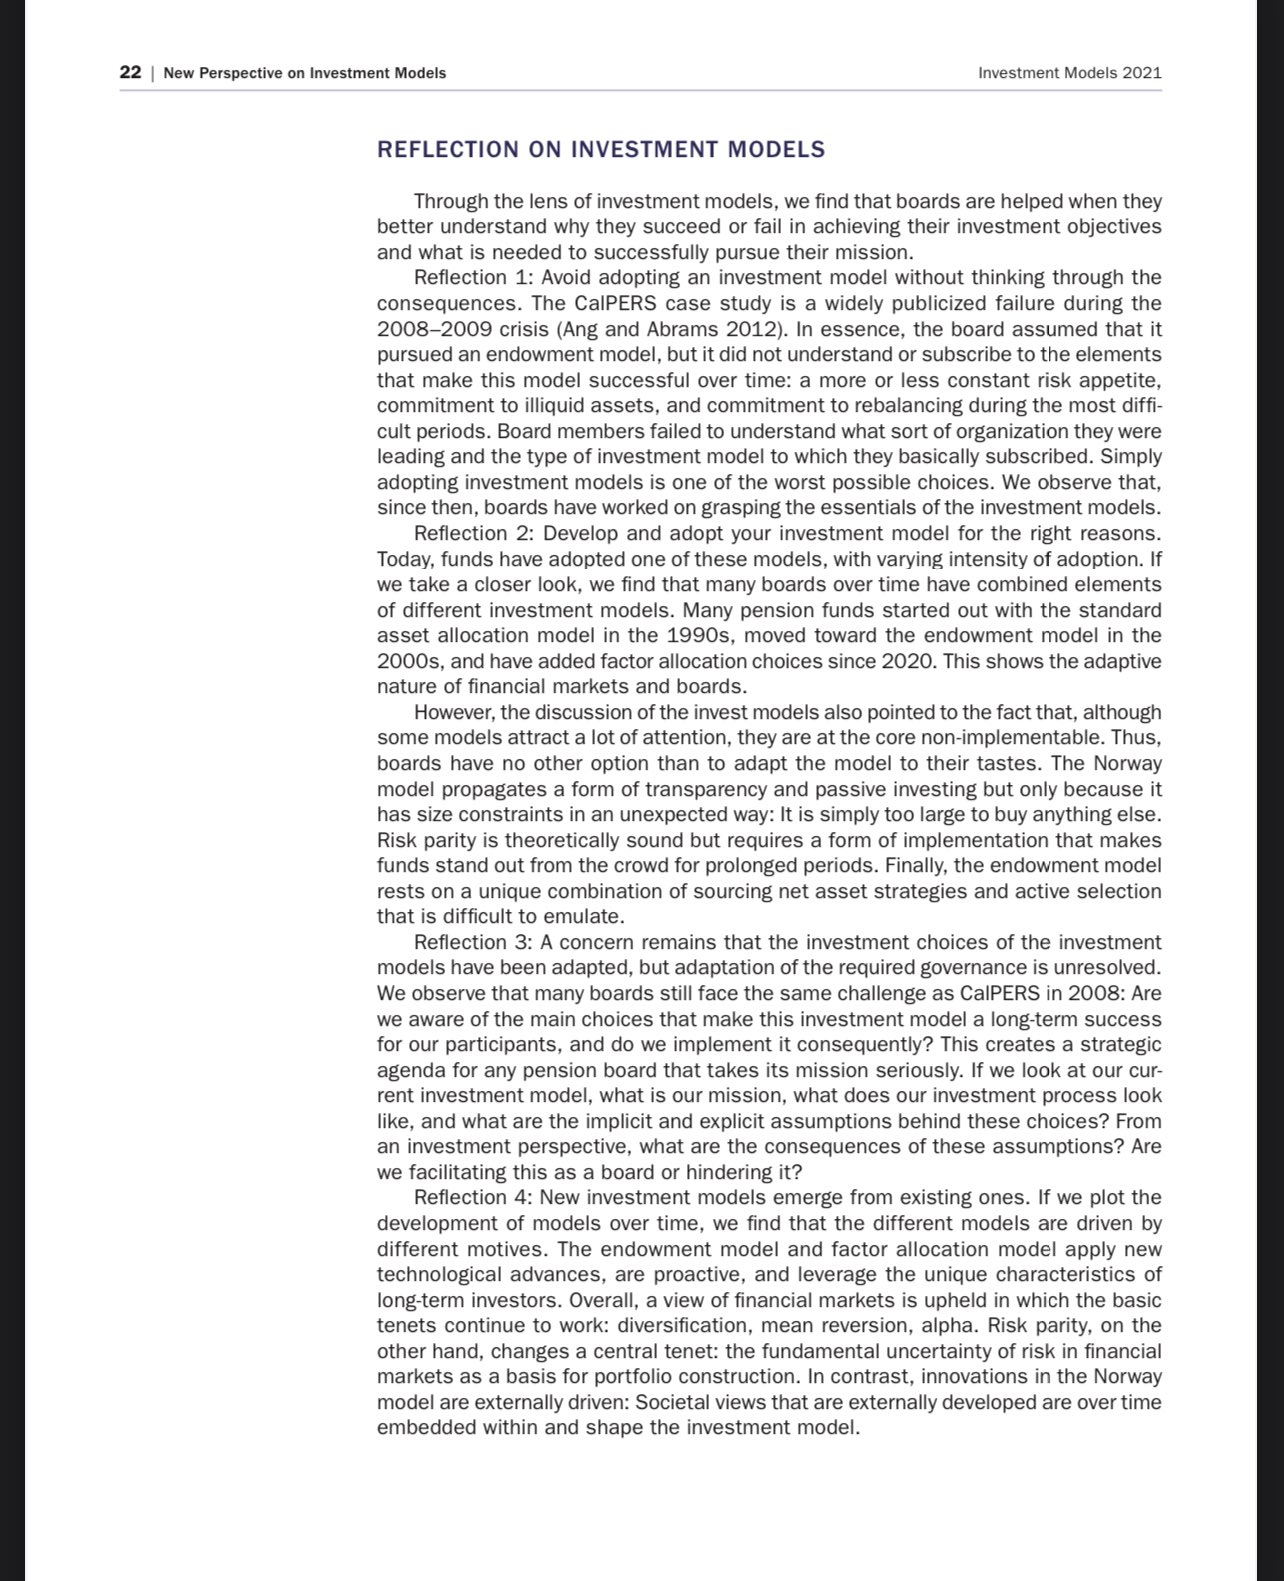 22 | New Perspective on Investment Models
Investment Models 2021
REFLECTION ON INVESTMENT MODELS
Through the lens of investment models, we find that boards are helped when they
better understand why they succeed or fail in achieving their investment objectives
and what is needed to successfully pursue their mission.
Reflection 1: Avoid adopting an investment model without thinking through the
consequences. The CalPERS case study is a widely publicized failure during the
2008–2009 crisis (Ang and Abrams 2012). In essence, the board assumed that it
pursued an endowment model, but it did not understand or subscribe to the elements
that make this model successful over time: a more or less constant risk appetite,
commitment to illiquid assets, and commitment to rebalancing during the most diffi-
cult periods. Board members failed to understand what sort of organization they were
leading and the type of investment model to which they basically subscribed. Simply
adopting investment models is one of the worst possible choices. We observe that,
since then, boards have worked on grasping the essentials of the investment models.
Reflection 2: Develop and adopt your investment model for the right reasons.
Today, funds have adopted one of these models, with varying intensity of adoption. If
we take a closer look, we find that many boards over time have combined elements
of different investment models. Many pension funds started out with the standard
asset allocation model in the 1990s, moved toward the endowment model in the
2000s, and have added factor allocation choices since 2020. This shows the adaptive
nature of financial markets and boards.
However, the discussion of the invest models also pointed to the fact that, although
some models attract a lot of attention, they are at the core non-implementable. Thus,
boards have no other option than to adapt the model to their tastes. The Norway
model propagates a form of transparency and passive investing but only because it
has size constraints in an unexpected way: It is simply too large to buy anything else.
Risk parity is theoretically sound but requires a form of implementation that makes
funds stand out from the crowd for prolonged periods. Finally, the endowment model
rests on a unique combination of sourcing net asset strategies and active selection
that is difficult to emulate.
Reflection 3: A concern remains that the investment choices of the investment
models have been adapted, but adaptation of the required governance is unresolved.
We observe that many boards still face the same challenge as CalPERS in 2008: Are
we aware of the main choices that make this investment model a long-term success
for our participants, and do we implement it consequently? This creates a strategic
agenda for any pension board that takes its mission seriously. If we look at our cur-
rent investment model, what is our mission, what does our investment process look
like, and what are the implicit and explicit assumptions behind these choices? From
an investment perspective, what are the consequences of these assumptions? Are
we facilitating this as a board or hindering it?
Reflection 4: New investment models emerge from existing ones. If we plot the
development of models over time, we find that the different models are driven by
different motives. The endowment model and factor allocation model apply new
technological advances, are proactive, and leverage the unique characteristics of
long-term investors. Overall, a view of financial markets is upheld in which the basic
tenets continue to work: diversification, mean reversion, alpha. Risk parity, on the
other hand, changes a central tenet: the fundamental uncertainty of risk in financial
markets as a basis for portfolio construction. In contrast, innovations in the Norway
model are externally driven: Societal views that are externally developed are over time
embedded within and shape the investment model.